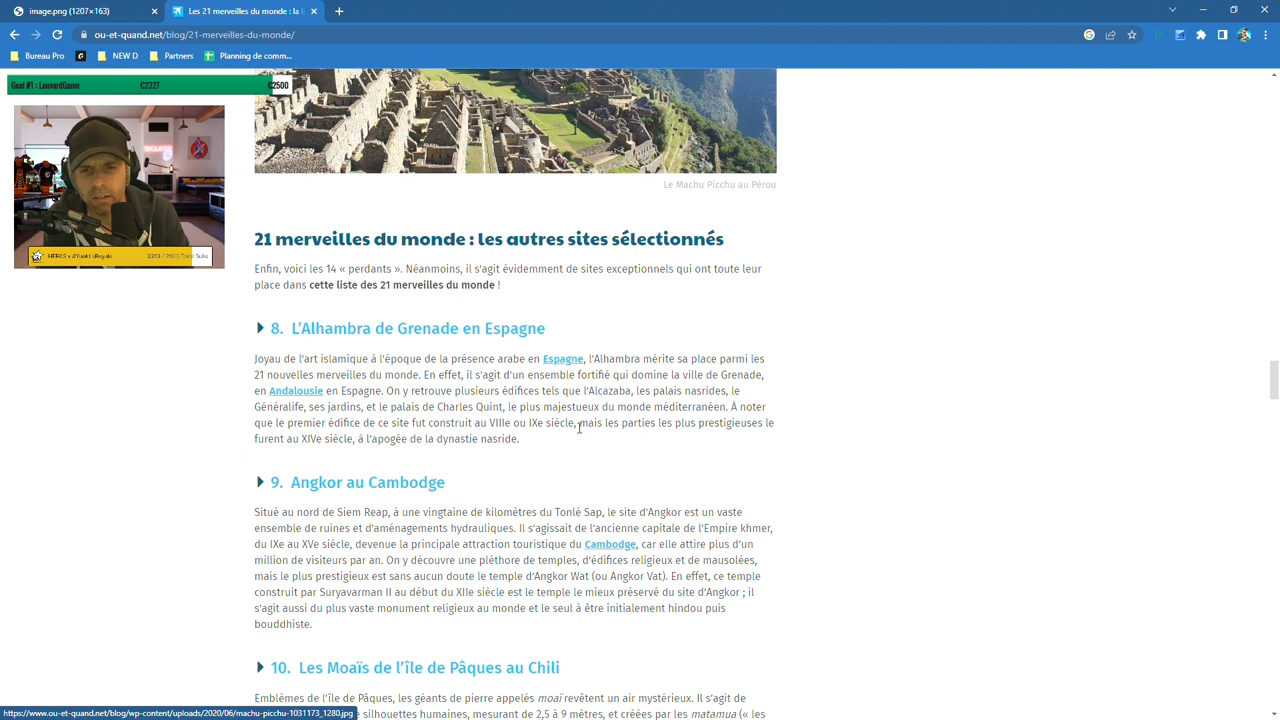 image.png (1207×163)
Les 21 merveilles du monde : la l
ou-et-quand.net/blog/21-merveilles-du-monde/
Bureau Pro
NEW D
Partners
Planning de comm...
Goal #1 : LouvardGame
€2327
€2500
2313 / 2500 Total Subs
Le Machu Picchu au Pérou
21 merveilles du monde : les autres sites sélectionnés
Enfin, voici les 14 « perdants ». Néanmoins, il s'agit évidemment de sites exceptionnels qui ont toute leur
place dans cette liste des 21 merveilles du monde !
8. L'Alhambra de Grenade en Espagne
Joyau de l'art islamique à l'époque de la présence arabe en Espagne, l'Alhambra mérite sa place parmi les
21 nouvelles merveilles du monde. En effet, il s'agit d'un ensemble fortifié qui domine la ville de Grenade,
en Andalousie en Espagne. On y retrouve plusieurs édifices tels que l'Alcazaba, les palais nasrides, le
Généralife, ses jardins, et le palais de Charles Quint, le plus majestueux du monde méditerranéen. À noter
que le premier édifice de ce site fut construit au VIIIe ou IXe siècle, mais les parties les plus prestigieuses le
furent au XIVe siècle, à l'apogée de la dynastie nasride.
9. Angkor au Cambodge
Situé au nord de Siem Reap, à une vingtaine de kilomètres du Tonlé Sap, le site d'Angkor est un vaste
ensemble de ruines et d'aménagements hydrauliques. Il s'agissait de l'ancienne capitale de l'Empire khmer,
du IXe au XVe siècle, devenue la principale attraction touristique du Cambodge, car elle attire plus d'un
million de visiteurs par an. On y découvre une pléthore de temples, d'édifices religieux et de mausolées,
mais le plus prestigieux est sans aucun doute le temple d'Angkor Wat (ou Angkor Vat). En effet, ce temple
construit par Suryavarman II au début du XIIe siècle est le temple le mieux préservé du site d'Angkor ; il
s'agit aussi du plus vaste monument religieux au monde et le seul à être initialement hindou puis
bouddhiste.
10. Les Moaïs de l'île de Pâques au Chili
Emblèmes de l'île de Pâques, les géants de pierre appelés moaï revêtent un air mystérieux. Il s'agit de
silhouettes humaines, mesurant de 2,5 à 9 mètres, et créées par les matamua (« les
https://www.ou-et-quand.net/blog/wp-content/uploads/2020/06/machu-picchu-1031173_1280.jpg